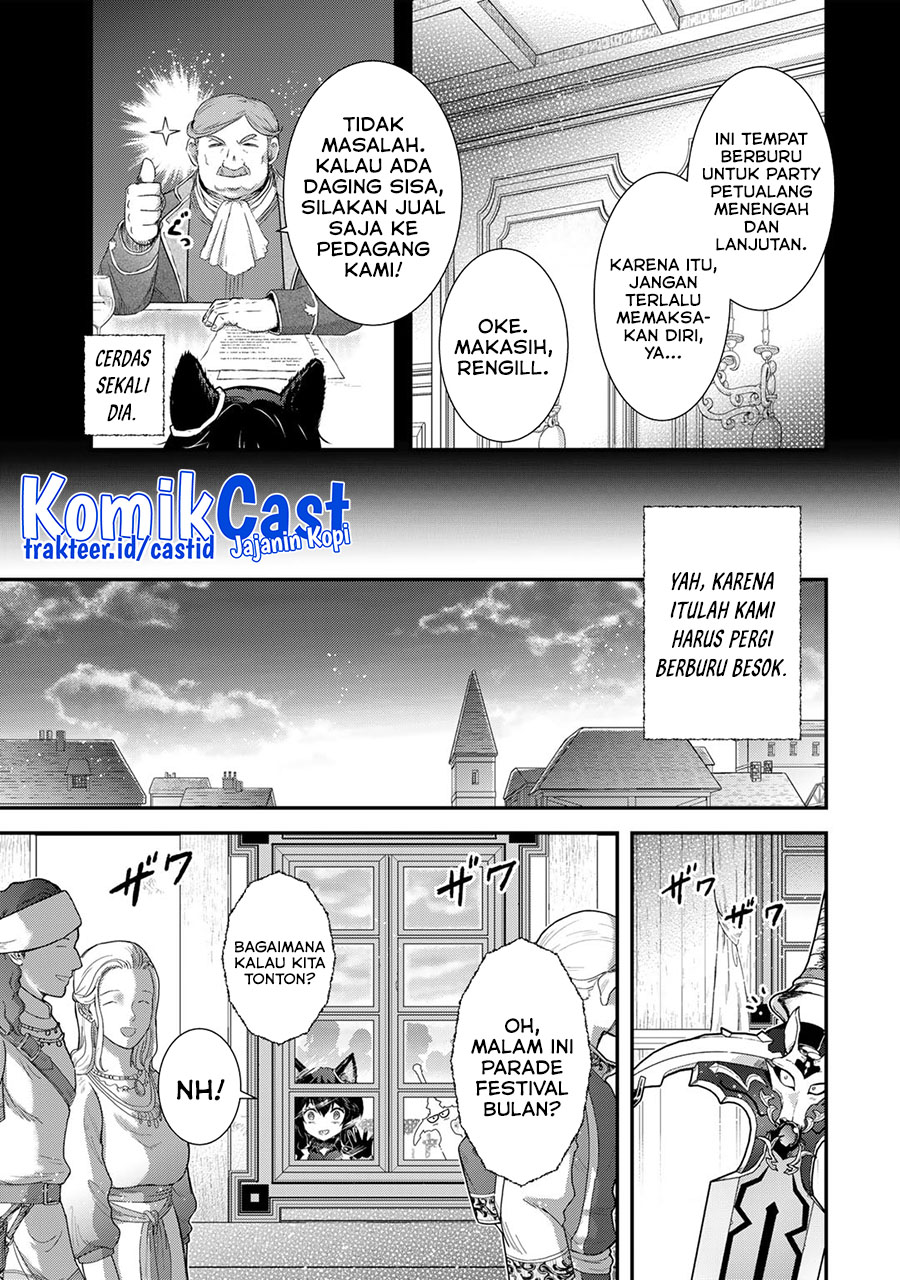 INI TEMPAT
BERBURU
UNTUK PARTY
PETUALANG
MENENGAH
DAN
LANJUTAN.
KARENA ITU,
JANGAN
TERLALU
MEMAKSA-
KAN DIRI,
YA...
OKE.
MAKASIH,
RENGILL.
TIDAK
MASALAH.
KALAU ADA
DAGING SISA,
SILAKAN JUAL
SAJA KE
PEDAGANG
KAMI!
ぐっ
CERDAS
SEKALI
DIA.
KomikCast
trakteer.id/castid
Jajanin Kopi
YAH, KARENA
ITULAH KAMI
HARUS PERGI
BERBURU BESOK.
ザワ
ザワ
OH,
MALAM INI
PARADE
FESTIVAL
BULAN?
BAGAIMANA
KALAU KITA
TONTON?
ザワ
NH!